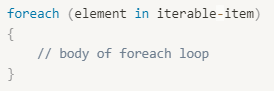 foreach (element in iterable-item)
{
    // body of foreach loop
}